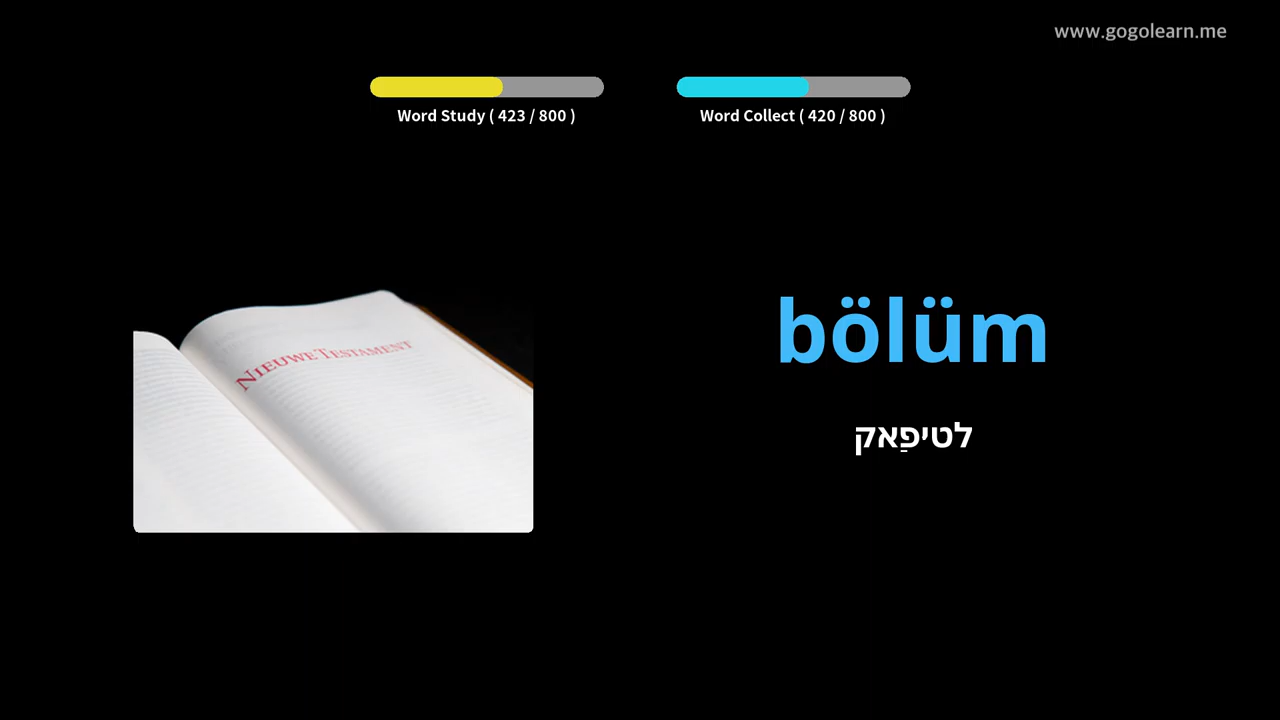 www.gogolearn.me
Word Study ( 423 / 800 )
Word Collect ( 420 / 800 )
NIEUWE TESTAMENT
bölüm
לטיפַאק